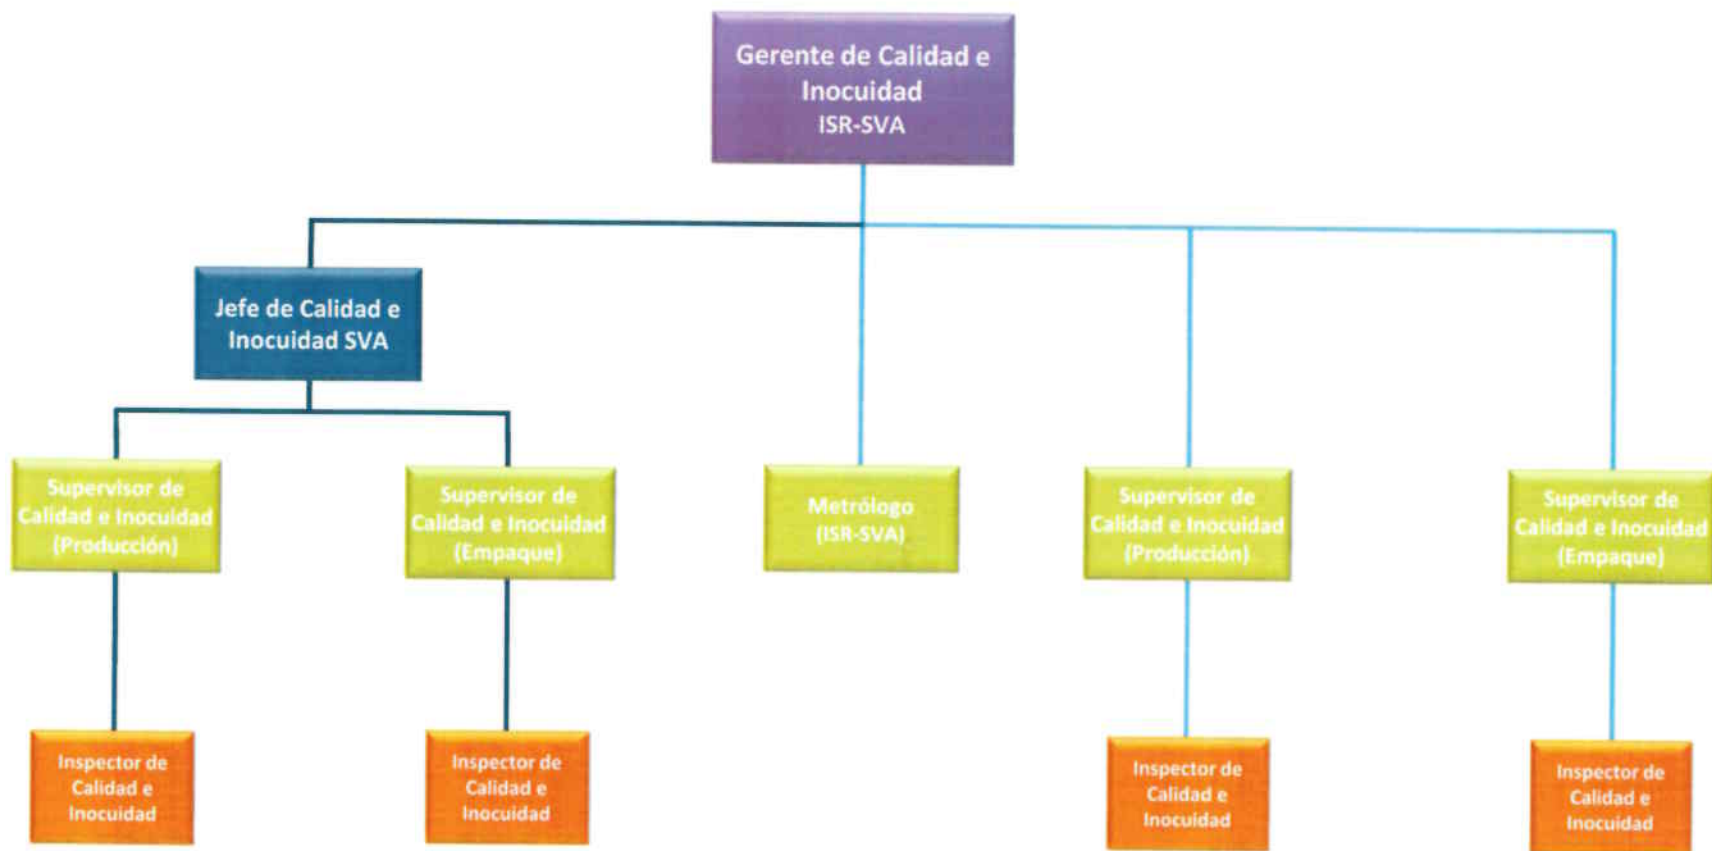 Gerente de Calidad e
Inocuidad
ISR-SVA
Jefe de Calidad e
Inocuidad SVA
Supervisor de
Calidad e Inocuidad
(Producción)
Supervisor de
Calidad e Inocuidad
(Empaque)
Metrólogo
(ISR-SVA)
Supervisor de
Calidad e Inocuidad
(Producción)
Supervisor de
Calidad e Inocuidad
(Empaque)
Inspector de
Calidad e
Inocuidad
Inspector de
Calidad e
Inocuidad
Inspector de
Calidad e
Inocuidad
Inspector de
Calidad e
Inocuidad